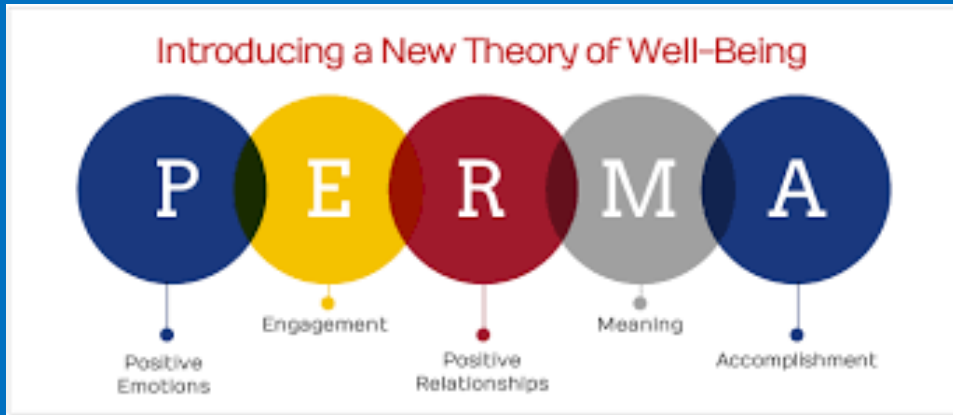 Introducing a New Theory of Well-Being
P E R M A
Engagement
Meaning
Positive
Emotions
Positive
Relationships
Accomplishment